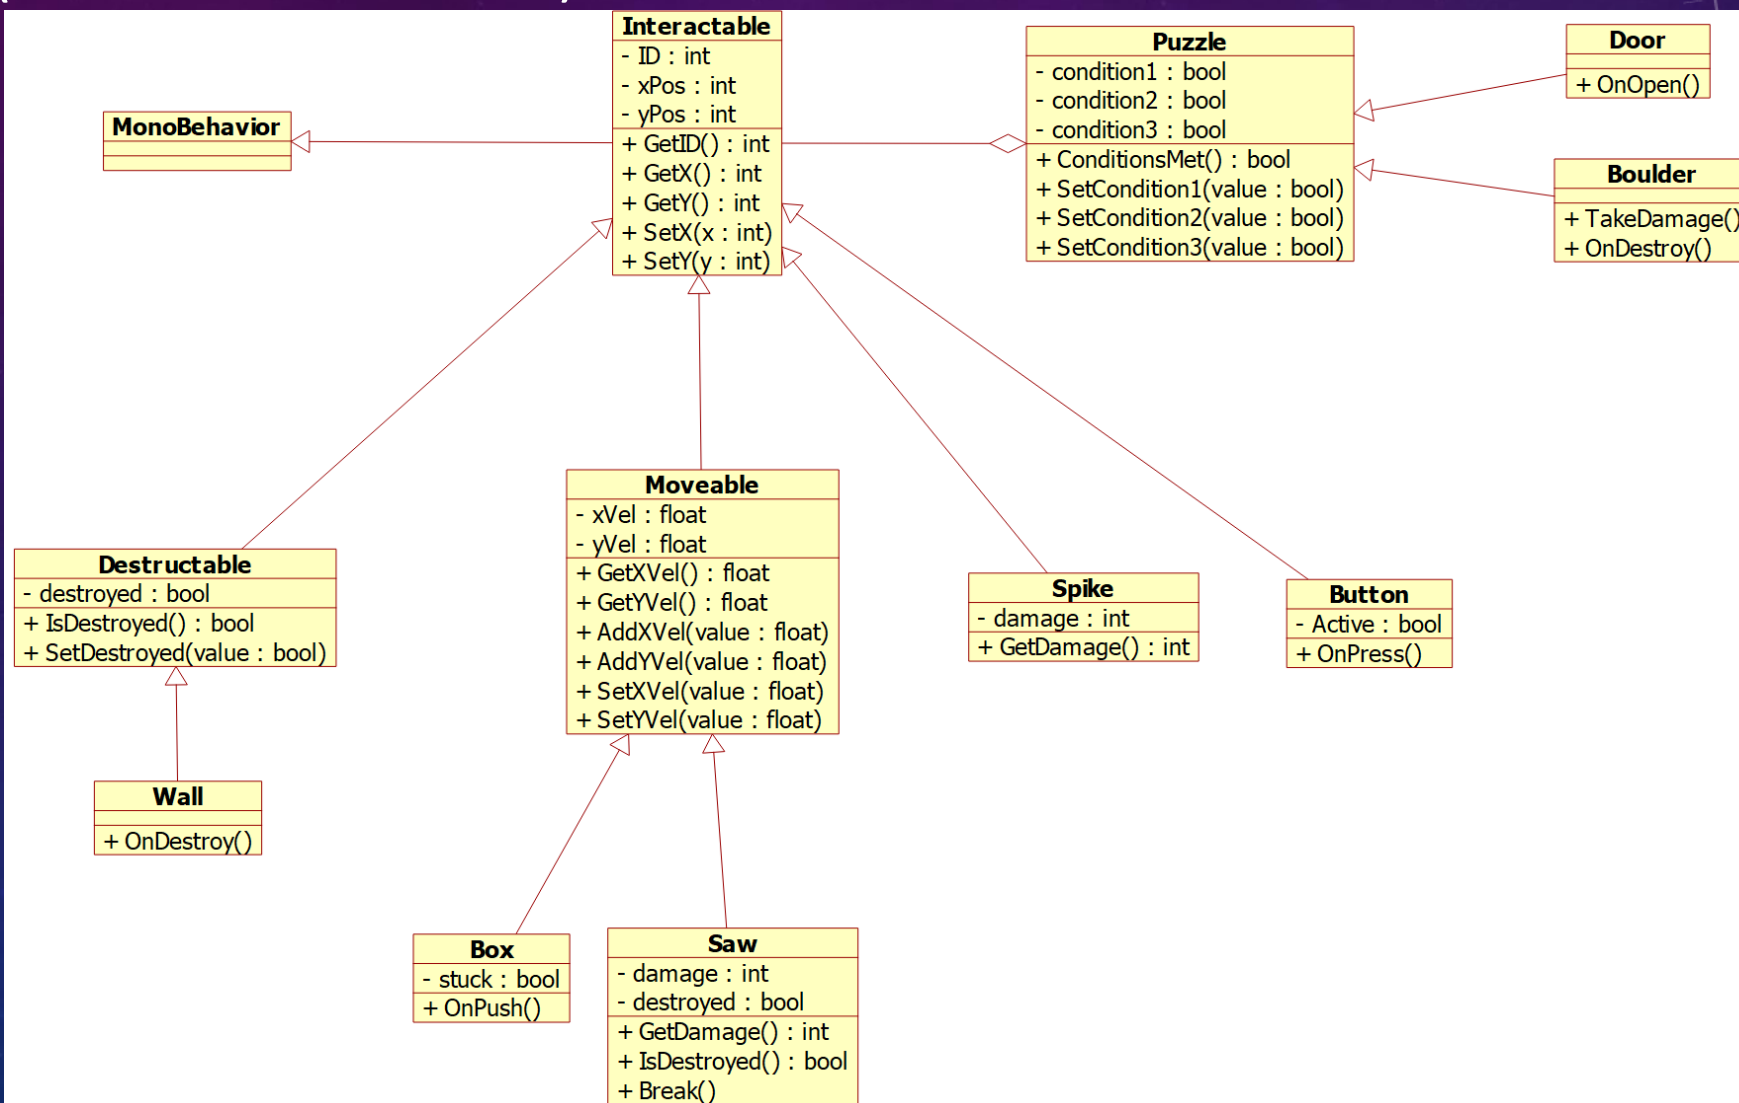 MonoBehavior
Interactable
- ID : int
- xPos : int
- yPos : int
+ GetID() : int
+ GetX() : int
+ GetY() : int
+ SetX(x : int)
+ SetY(y : int)
Puzzle
- condition1 : bool
- condition2 : bool
- condition3 : bool
+ ConditionsMet() : bool
+ SetCondition1(value : bool)
+ SetCondition2(value : bool)
+ SetCondition3(value : bool)
Door
+ OnOpen()
Boulder
+ TakeDamage()
+ OnDestroy()
Destructable
- destroyed : bool
+ IsDestroyed() : bool
+ SetDestroyed(value : bool)
Moveable
- xVel : float
- yVel : float
+ GetXVel() : float
+ GetYVel() : float
+ AddXVel(value : float)
+ AddYVel(value : float)
+ SetXVel(value : float)
+ SetYVel(value : float)
Spike
- damage : int
+ GetDamage() : int
Button
- Active : bool
+ OnPress()
Wall
+ OnDestroy()
Box
- stuck : bool
+ OnPush()
Saw
- damage : int
- destroyed : bool
+ GetDamage() : int
+ IsDestroyed() : bool
+ Break()